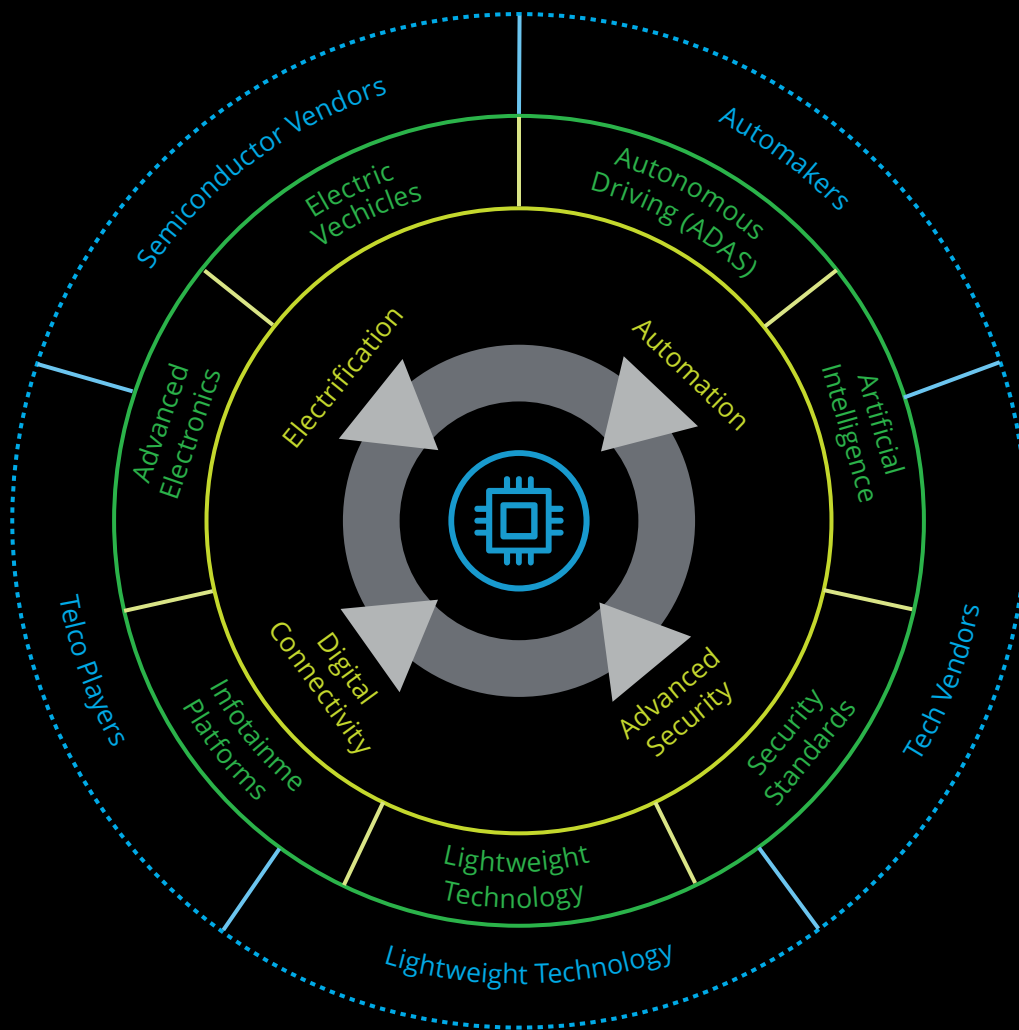 Semiconductor Vendors
Automakers
Tech Vendors
Lightweight Technology
Telco Players
Electric
Vechicles
Autonomous
Driving (ADAS)
Artificial
Intelligence
Security
Standards
Lightweight
Technology
Infotainme
Platforms
Advanced
Electronics
Electrification
Automation
Advanced
Security
Digital
Connectivity